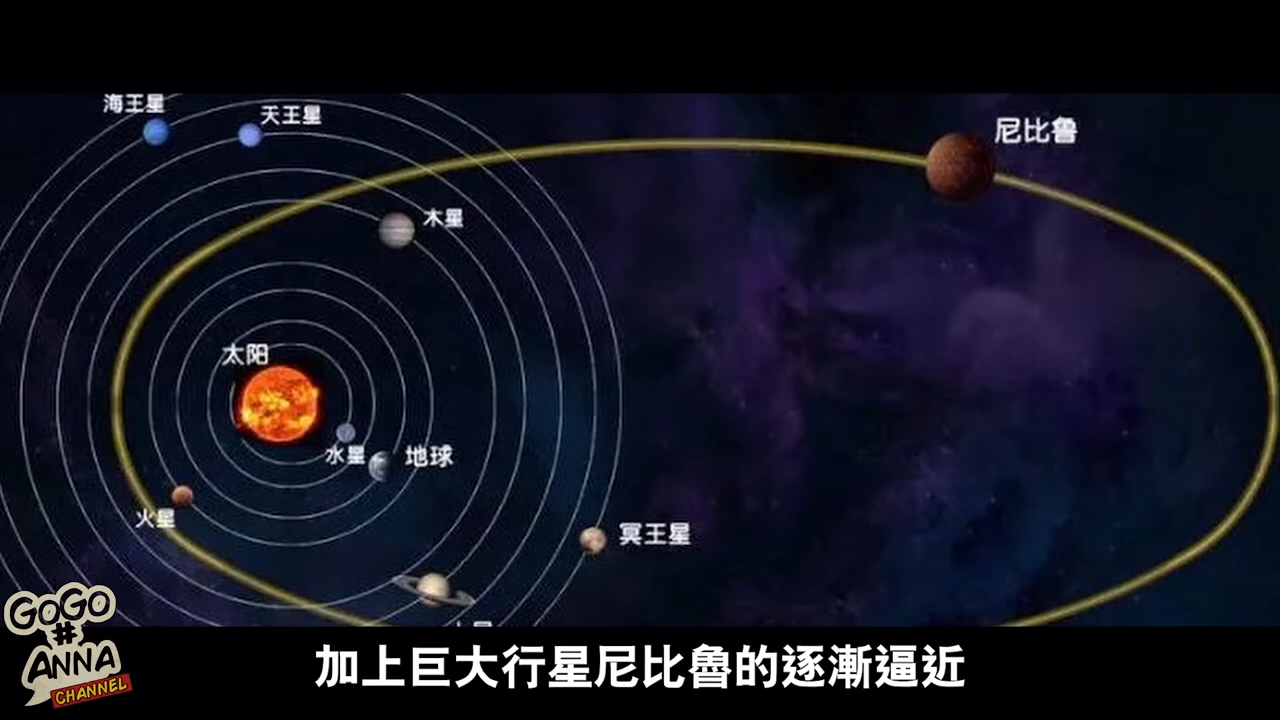 海王星
天王星
尼比魯
木星
太阳
水星
地球
火星
冥王星
GOGO
#
ANNA
CHANNEL
加上巨大行星尼比魯的逐漸逼近